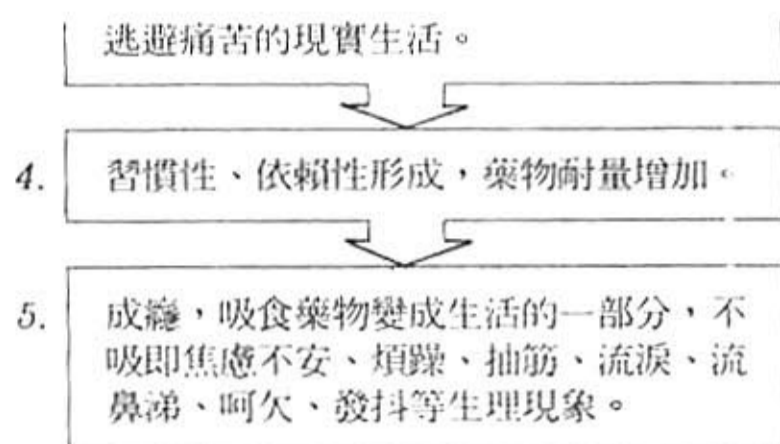 逃避痛苦的現實生活。
4. 習慣性、依賴性形成，藥物耐量增加。
5. 成癮，吸食藥物變成生活的一部分，不
吸即焦慮不安、煩躁、抽筋、流淚、流
鼻涕、呵欠、發抖等生理現象。